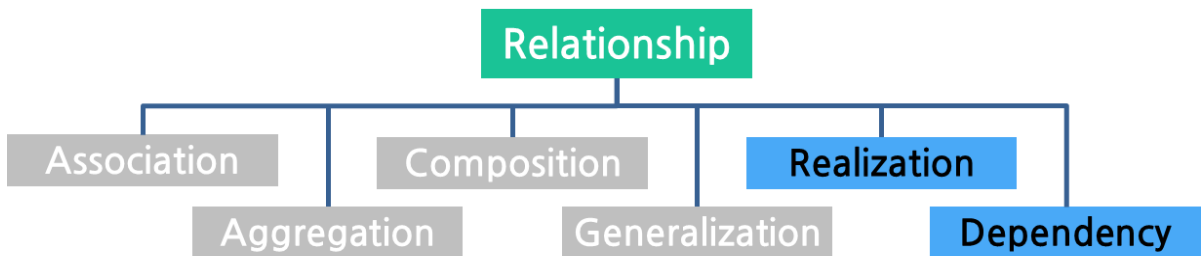 Relationship
Association
Composition
Realization
Aggregation
Generalization
Dependency